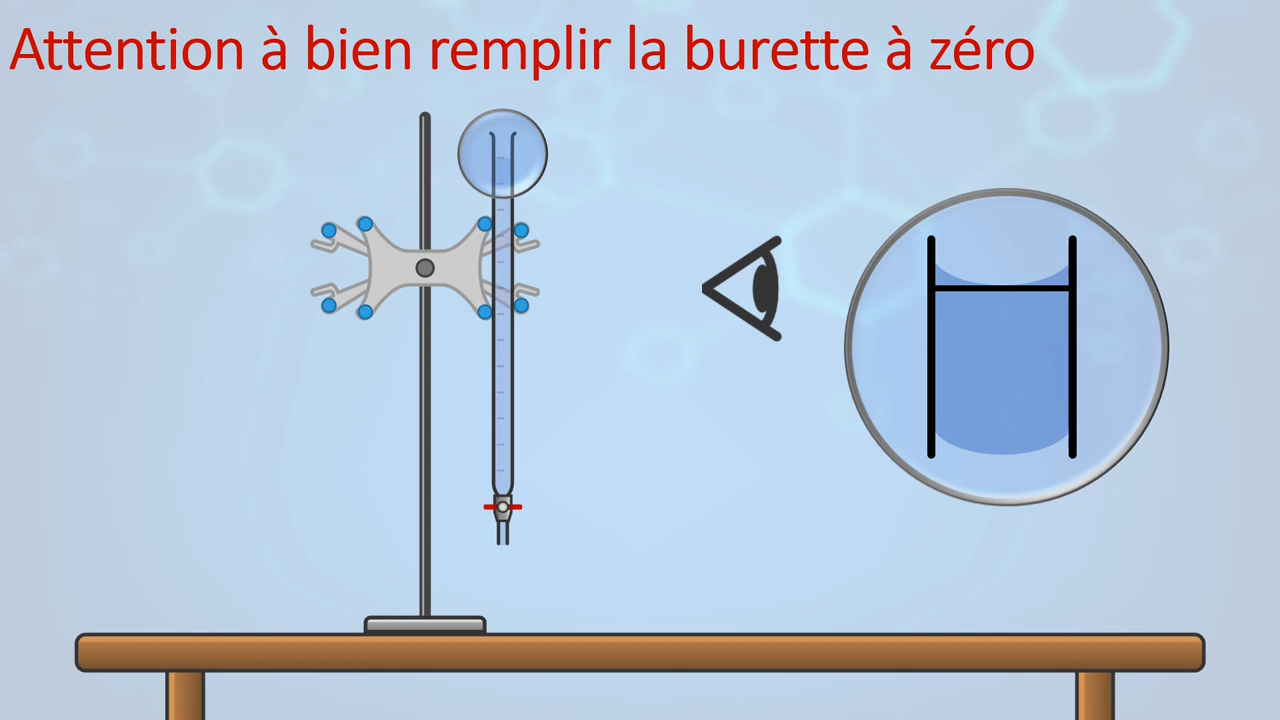 Attention à bien remplir la burette à zéro